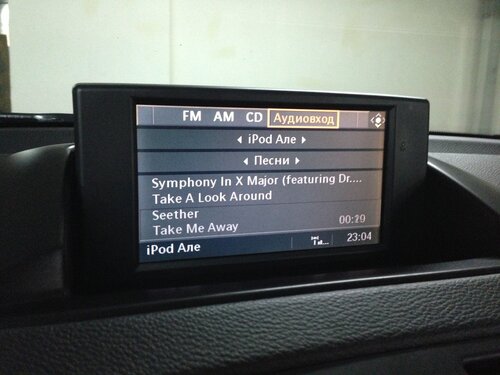 FM AM CD Аудиовход
iPod Але
Песни
Symphony In X Major (featuring Dr....
Take A Look Around
Seether
00:29
Take Me Away
iPod Але
23:04